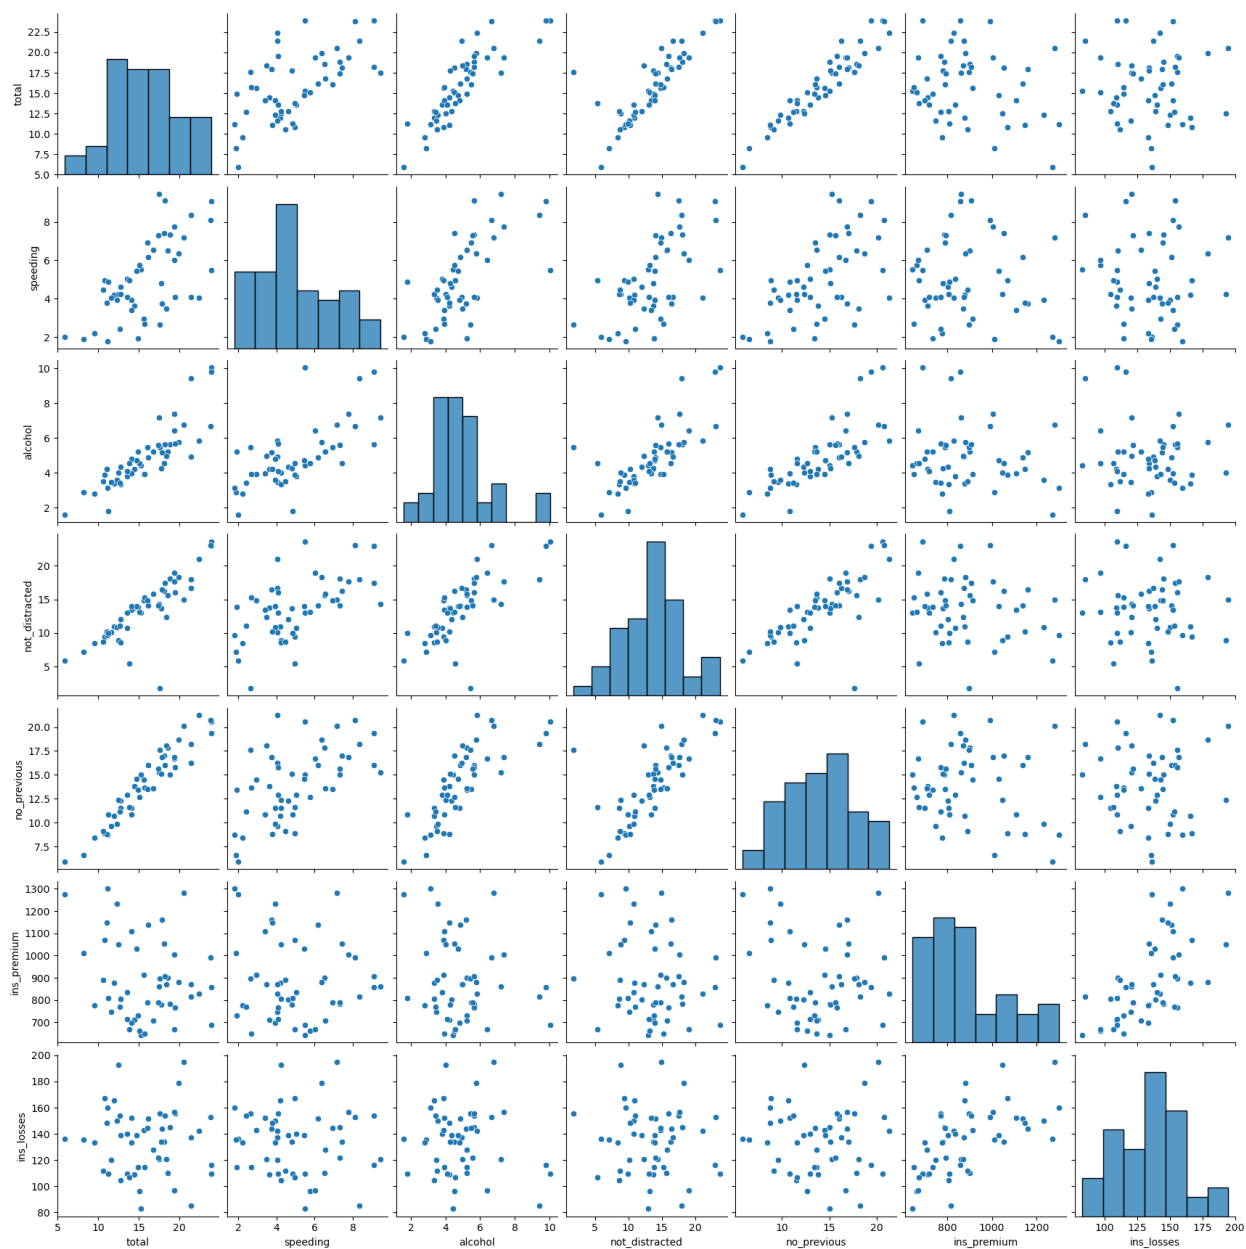 total
22.5
20.0
17.5
15.0
12.5
10.0
7.5
5.0
speeding
8
6
4
2
alcohol
10
8
6
4
2
not_distracted
20
15
10
5
no_previous
20.0
17.5
15.0
12.5
10.0
7.5
ins_premium
1300
1200
1100
1000
900
800
700
ins_losses
200
180
160
140
120
100
80
5 10 15 20
2 4 6 8
2 4 6 8 10
5 10 15 20
10 15 20
800 1000 1200
100 125 150 175 200
total speeding alcohol not_distracted no_previous ins_premium ins_losses